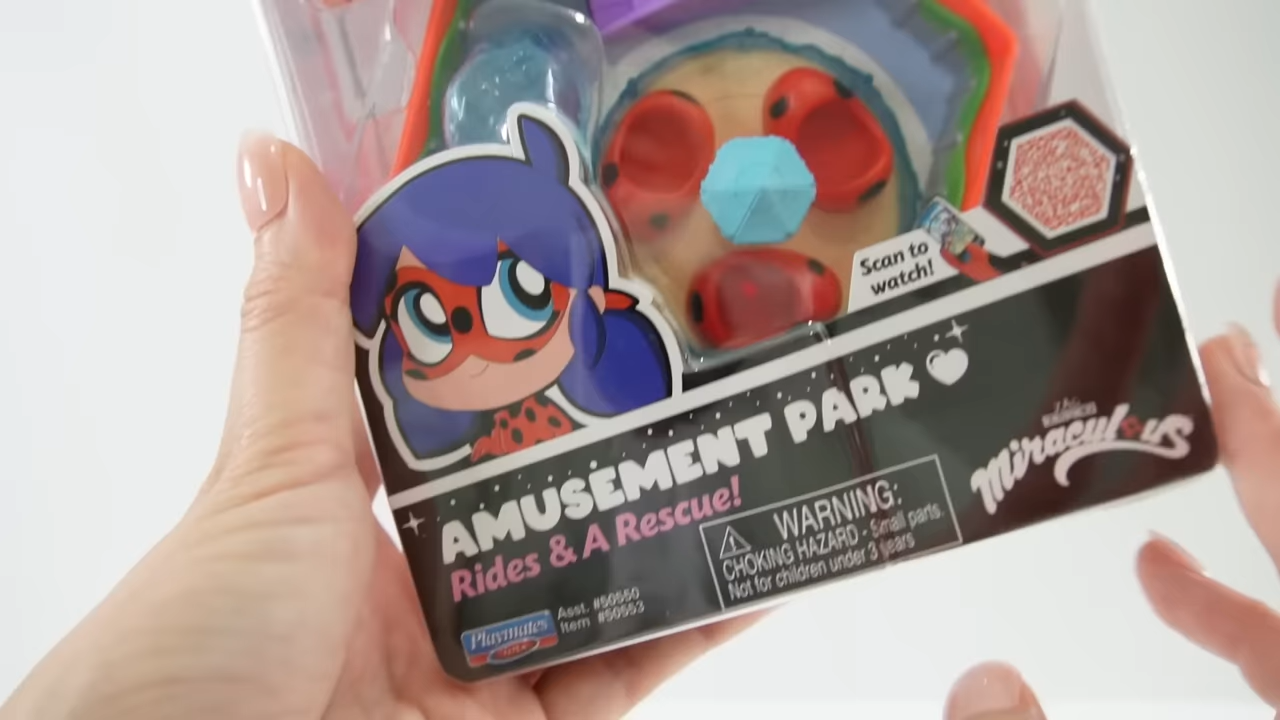 Scan to
watch!
AMUSEMENT PARK
Rides & A Rescue!
WARNING:
CHOKING HAZARD - Small parts.
Not for children under 3 years
Miraculous
Playmates
Asst. #50550
Item #50553